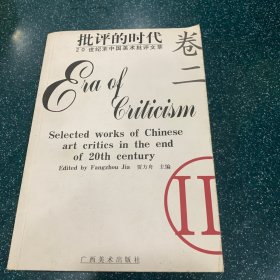 批评的时代
20世纪末中国美术批评文萃
卷二
Era of
Criticism
Selected works of Chinese
art critics in the end
of 20th century
Edited by Fangzhou Jia 贾方舟 主编
II
广西美术出版社